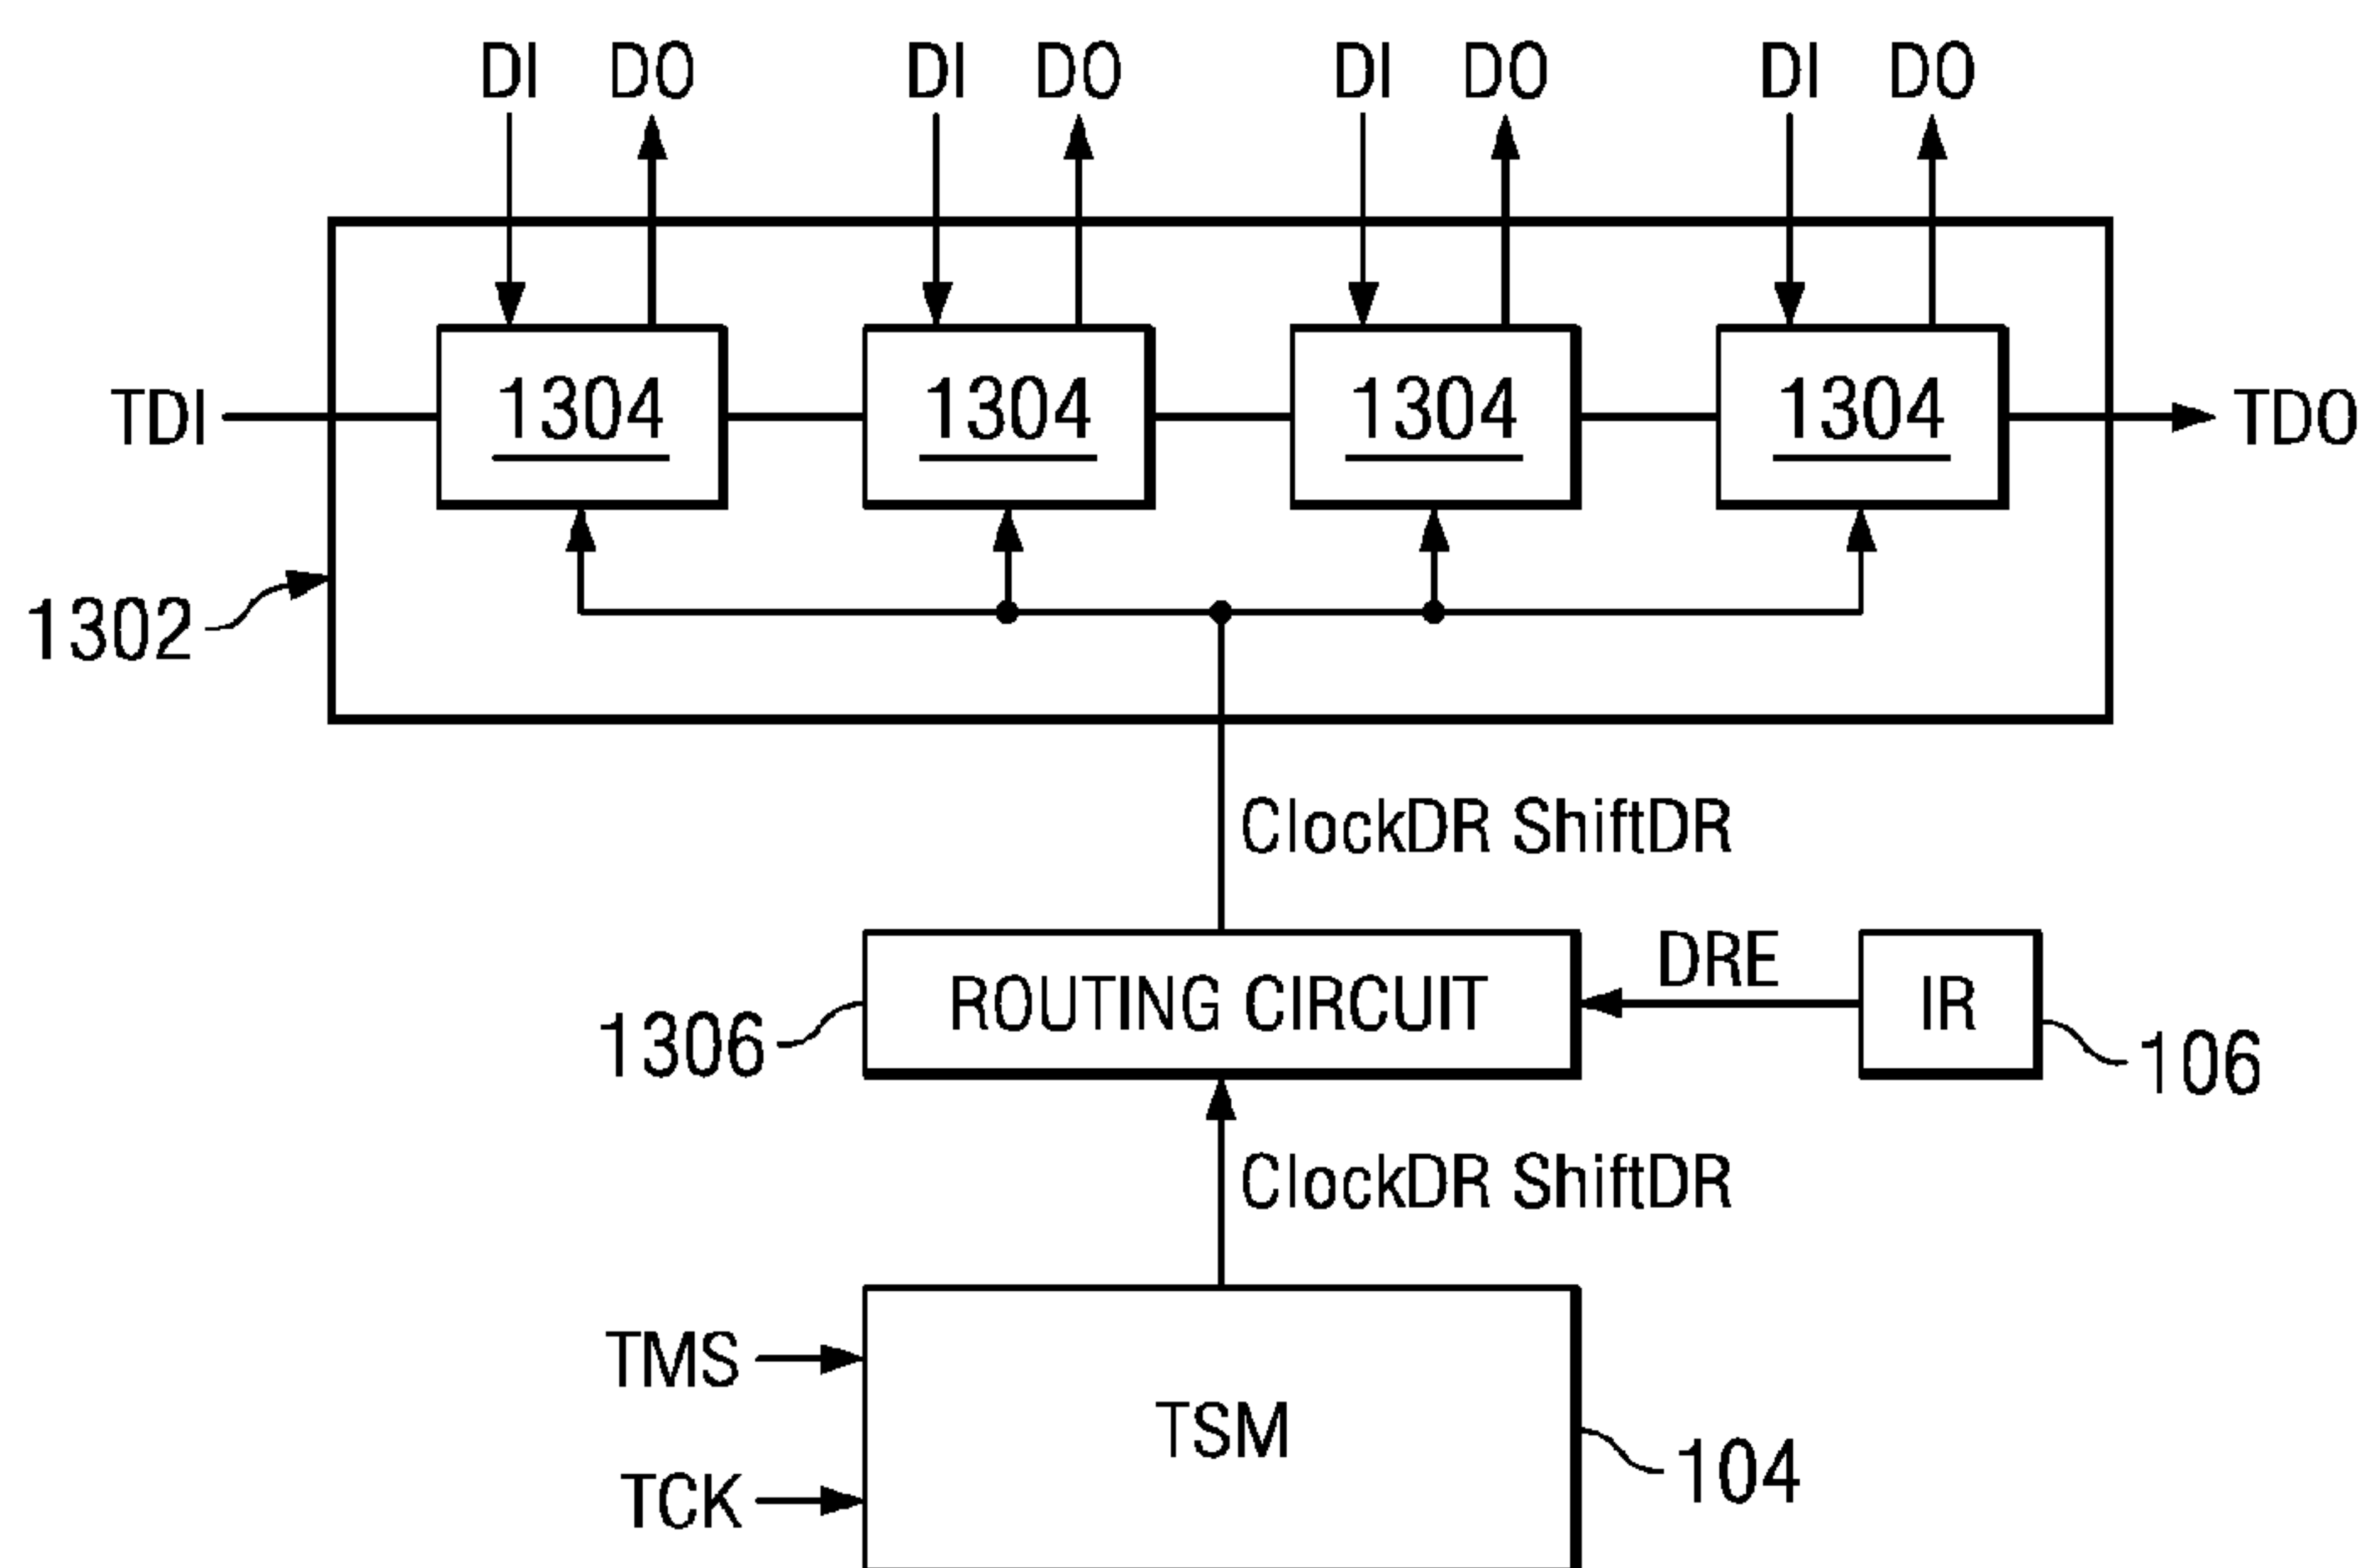 DI DO DI DO DI DO DI DO
TDI 1304 1304 1304 1304 TDO
1302
ClockDR ShiftDR
DRE
1306 ROUTING CIRCUIT IR 106
ClockDR ShiftDR
TMS
TSM
104
TCK